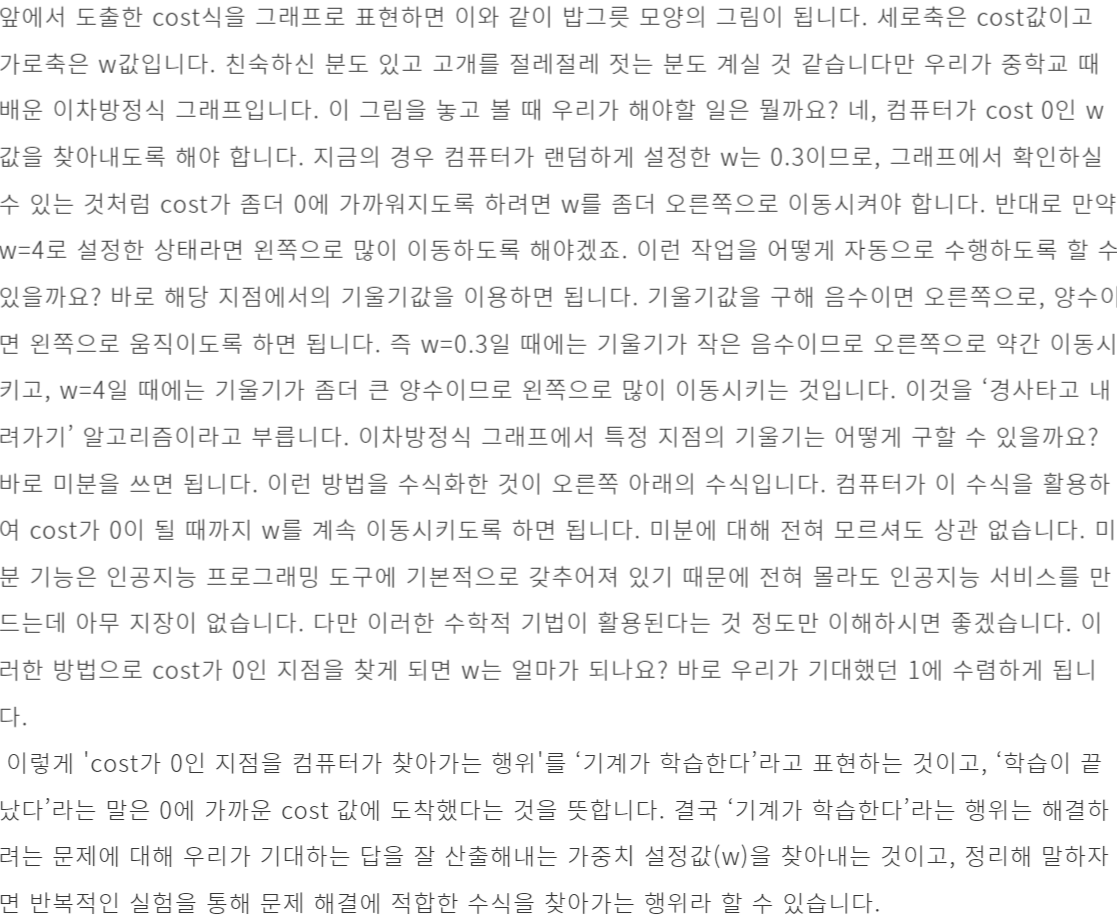 앞에서 도출한 cost식을 그래프로 표현하면 이와 같이 밥그릇 모양의 그림이 됩니다. 세로축은 cost값이고
가로축은 w값입니다. 친숙하신 분도 있고 고개를 절레절레 젓는 분도 계실 것 같습니다만 우리가 중학교 때
배운 이차방정식 그래프입니다. 이 그림을 놓고 볼 때 우리가 해야할 일은 뭘까요? 네, 컴퓨터가 cost 0인 w
값을 찾아내도록 해야 합니다. 지금의 경우 컴퓨터가 랜덤하게 설정한 w는 0.3이므로, 그래프에서 확인하실
수 있는 것처럼 cost가 좀더 0에 가까워지도록 하려면 w를 좀더 오른쪽으로 이동시켜야 합니다. 반대로 만약
w=4로 설정한 상태라면 왼쪽으로 많이 이동하도록 해야겠죠. 이런 작업을 어떻게 자동으로 수행하도록 할 수
있을까요? 바로 해당 지점에서의 기울기값을 이용하면 됩니다. 기울기값을 구해 음수이면 오른쪽으로, 양수이
면 왼쪽으로 움직이도록 하면 됩니다. 즉 w=0.3일 때에는 기울기가 작은 음수이므로 오른쪽으로 약간 이동시
키고, w=4일 때에는 기울기가 좀더 큰 양수이므로 왼쪽으로 많이 이동시키는 것입니다. 이것을 ‘경사타고 내
려가기’ 알고리즘이라고 부릅니다. 이차방정식 그래프에서 특정 지점의 기울기는 어떻게 구할 수 있을까요?
바로 미분을 쓰면 됩니다. 이런 방법을 수식화한 것이 오른쪽 아래의 수식입니다. 컴퓨터가 이 수식을 활용하
여 cost가 0이 될 때까지 w를 계속 이동시키도록 하면 됩니다. 미분에 대해 전혀 모르셔도 상관 없습니다. 미
분 기능은 인공지능 프로그래밍 도구에 기본적으로 갖추어져 있기 때문에 전혀 몰라도 인공지능 서비스를 만
드는데 아무 지장이 없습니다. 다만 이러한 수학적 기법이 활용된다는 것 정도만 이해하시면 좋겠습니다. 이
러한 방법으로 cost가 0인 지점을 찾게 되면 w는 얼마가 되나요? 바로 우리가 기대했던 1에 수렴하게 됩니
다.
이렇게 'cost가 0인 지점을 컴퓨터가 찾아가는 행위'를 ‘기계가 학습한다’라고 표현하는 것이고, ‘학습이 끝
났다’라는 말은 0에 가까운 cost 값에 도착했다는 것을 뜻합니다. 결국 ‘기계가 학습한다’라는 행위는 해결하
려는 문제에 대해 우리가 기대하는 답을 잘 산출해내는 가중치 설정값(w)을 찾아내는 것이고, 정리해 말하자
면 반복적인 실험을 통해 문제 해결에 적합한 수식을 찾아가는 행위라 할 수 있습니다.